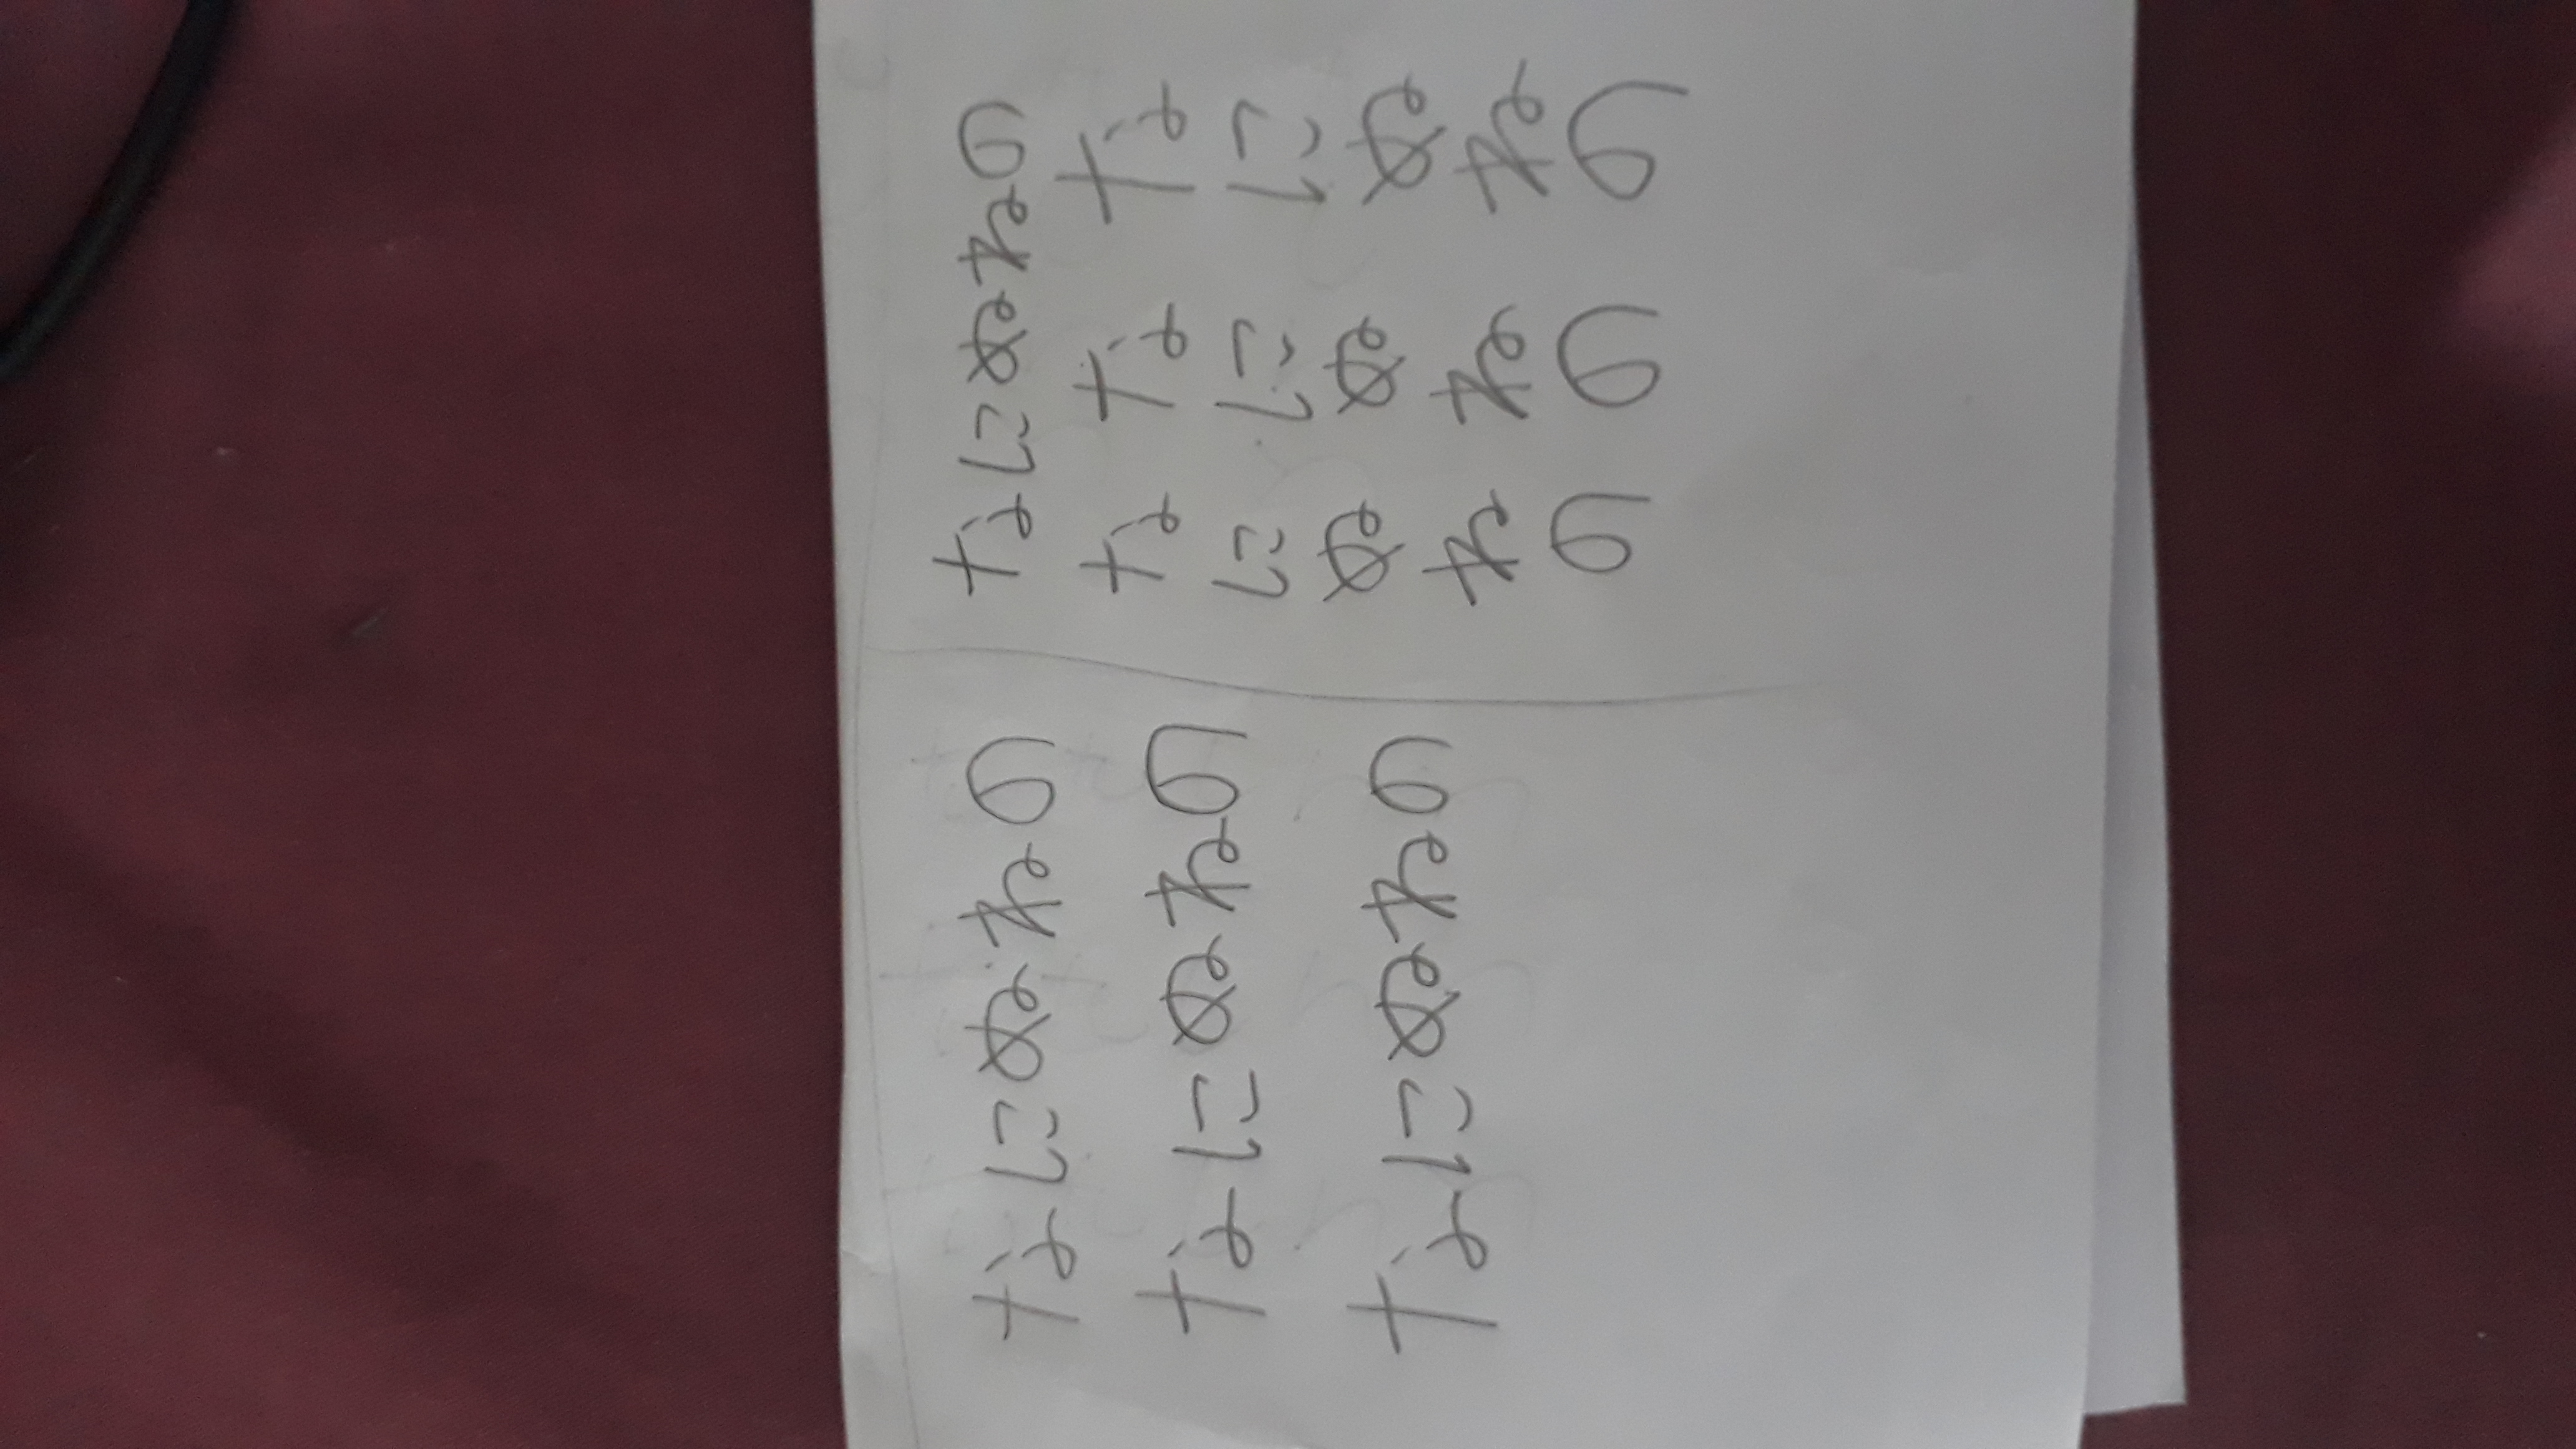 なにぬねの
なにぬねの
なにぬねの
なにぬねの
な な な
に に に
ぬ ぬ ぬ
ね ね ね
の の の